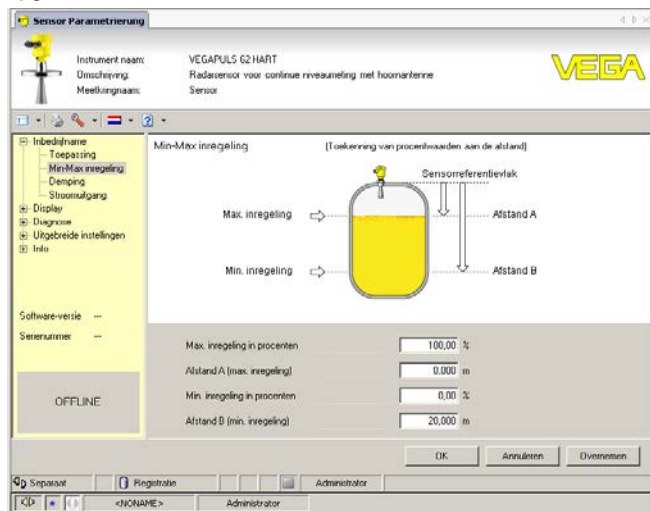 Sensor Parametrierung
Instrument naam: VEGAPULS 62 HART
Omschrijving: Radarsensor voor continue niveaumeting met hoornantenne
Meetkringnaam: Sensor
VEGA
Inbedrijfname
Toepassing
Min-Max inregeling
Demping
Stroomuitgang
Display
Diagnose
Uitgebreide instellingen
Info
Software-versie ---
Serienummer ---
OFFLINE
Min-Max inregeling (Toekenning van procentwaarden aan de afstand)
Sensorreferentievlak
Max. inregeling Afstand A
Min. inregeling Afstand B
Max. inregeling in procenten 100,00 %
Afstand A (max. inregeling) 0.000 m
Min. inregeling in procenten 0,00 %
Afstand B (min. inregeling) 20,000 m
OK Annuleren Overnemen
Separaat Registratie Administrator
<NONAME> Administrator